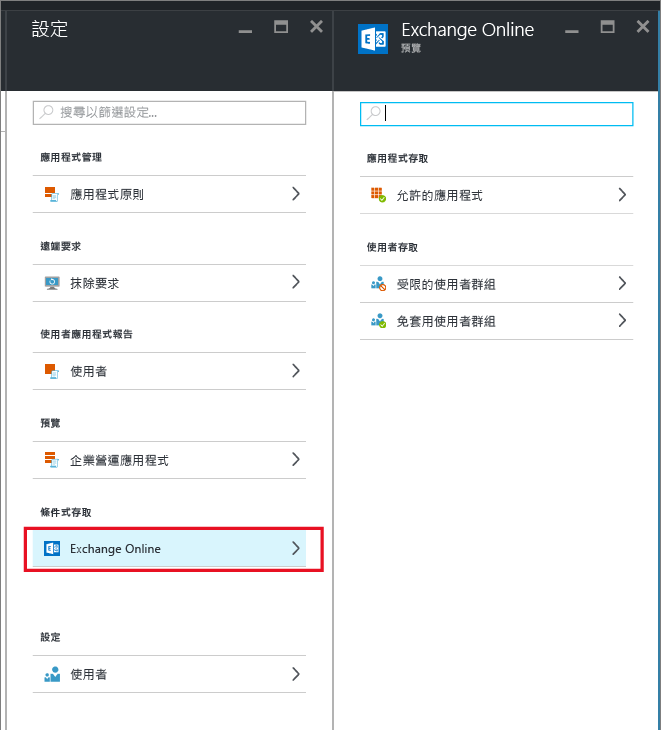 設定
搜尋以篩選設定...
應用程式管理
應用程式原則
遠端要求
抹除要求
使用者應用程式報告
使用者
預覽
企業營運應用程式
條件式存取
Exchange Online
設定
使用者
Exchange Online
預覽
應用程式存取
允許的應用程式
使用者存取
受限的使用者群組
免套用使用者群組